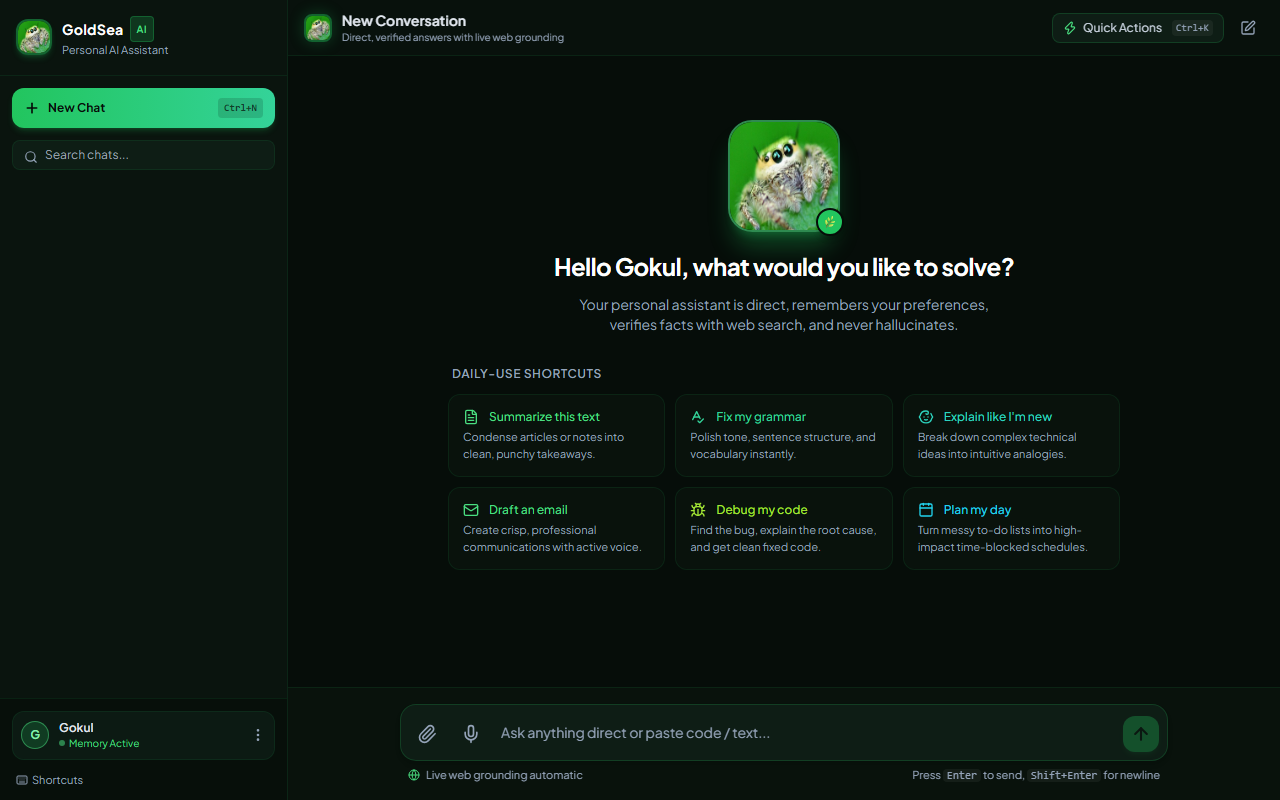 GoldSea AI
Personal AI Assistant
New Chat Ctrl+N
Search chats...
G
Gokul
Memory Active
Shortcuts
New Conversation
Direct, verified answers with live web grounding
Quick Actions Ctrl+K
Hello Gokul, what would you like to solve?
Your personal assistant is direct, remembers your preferences,
verifies facts with web search, and never hallucinates.
DAILY-USE SHORTCUTS
Summarize this text
Condense articles or notes into
clean, punchy takeaways.
Fix my grammar
Polish tone, sentence structure, and
vocabulary instantly.
Explain like I'm new
Break down complex technical
ideas into intuitive analogies.
Draft an email
Create crisp, professional
communications with active voice.
Debug my code
Find the bug, explain the root cause,
and get clean fixed code.
Plan my day
Turn messy to-do lists into high-
impact time-blocked schedules.
Ask anything direct or paste code / text...
Live web grounding automatic
Press Enter to send, Shift+Enter for newline